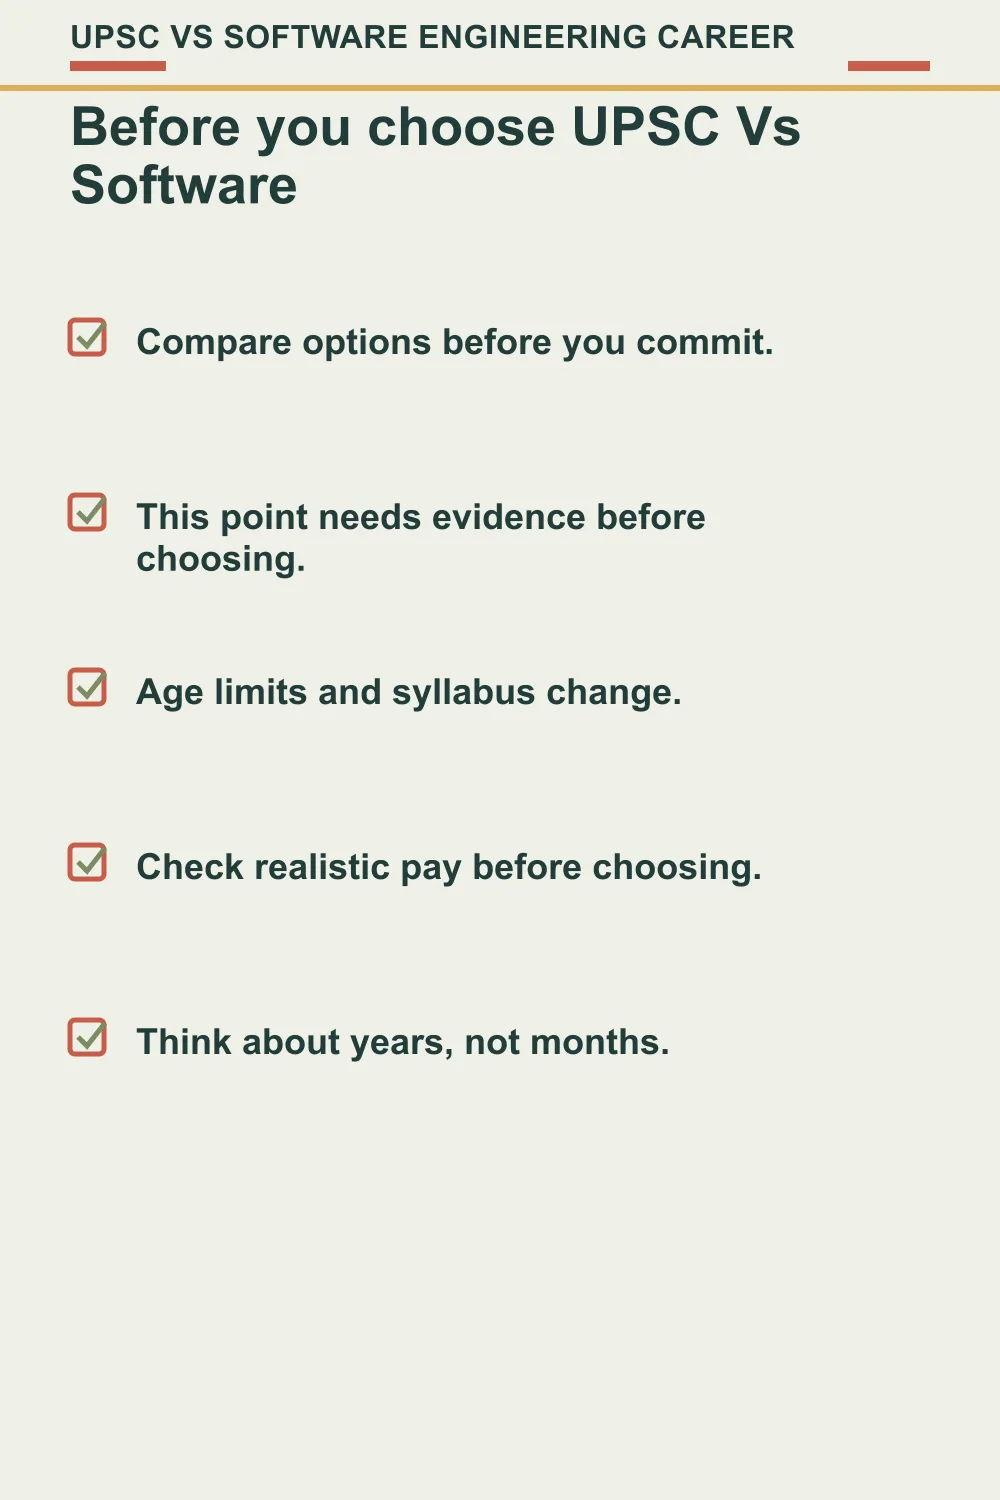 UPSC VS SOFTWARE ENGINEERING CAREER
Before you choose UPSC Vs
Software
Compare options before you commit.
This point needs evidence before
choosing.
Age limits and syllabus change.
Check realistic pay before choosing.
Think about years, not months.